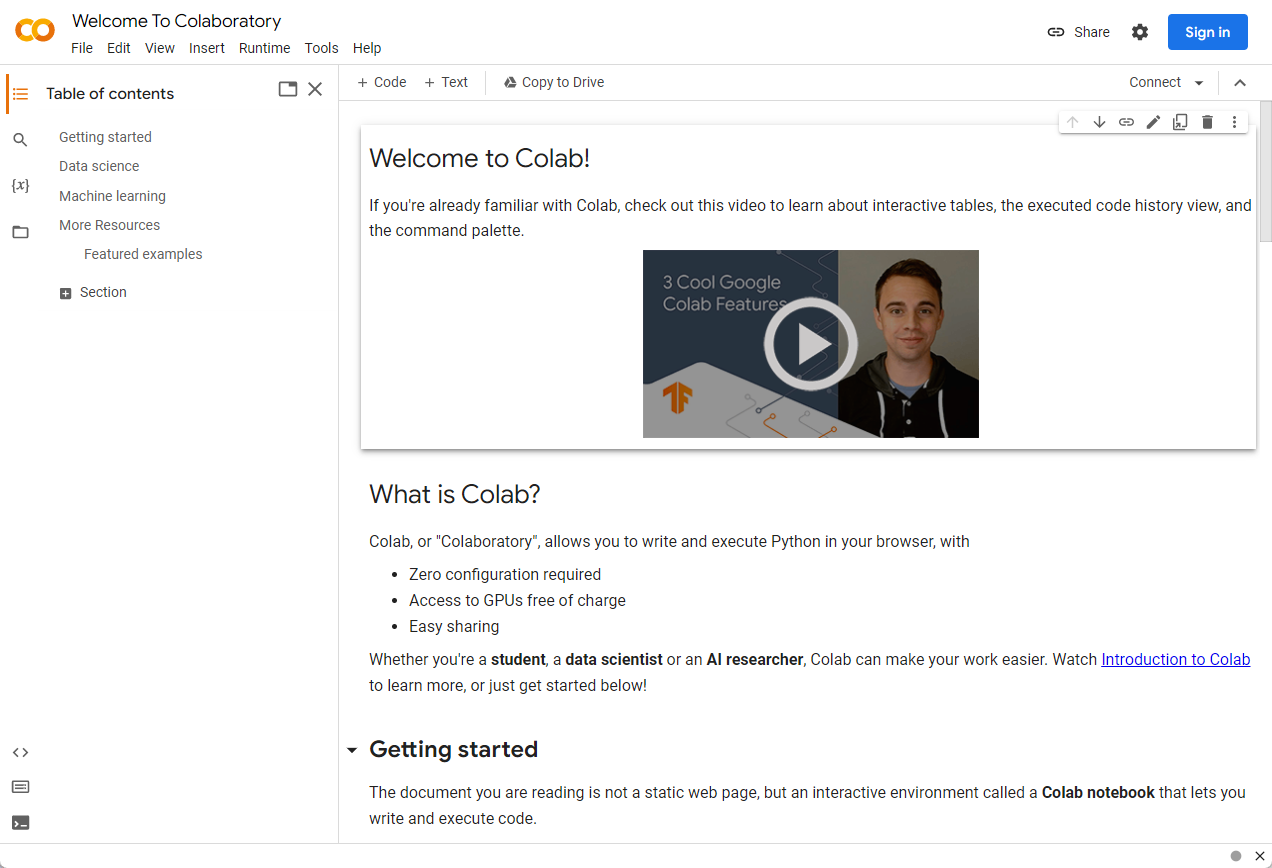 Welcome To Colaboratory
File Edit View Insert Runtime Tools Help
Share
Sign in
Table of contents
Getting started
Data science
Machine learning
More Resources
Featured examples
Section
{x}
+ Code + Text Copy to Drive
Connect
Welcome to Colab!
If you're already familiar with Colab, check out this video to learn about interactive tables, the executed code history view, and
the command palette.
3 Cool Google
Colab Features
What is Colab?
Colab, or "Colaboratory", allows you to write and execute Python in your browser, with
• Zero configuration required
• Access to GPUs free of charge
• Easy sharing
Whether you're a student, a data scientist or an AI researcher, Colab can make your work easier. Watch Introduction to Colab
to learn more, or just get started below!
Getting started
The document you are reading is not a static web page, but an interactive environment called a Colab notebook that lets you
write and execute code.